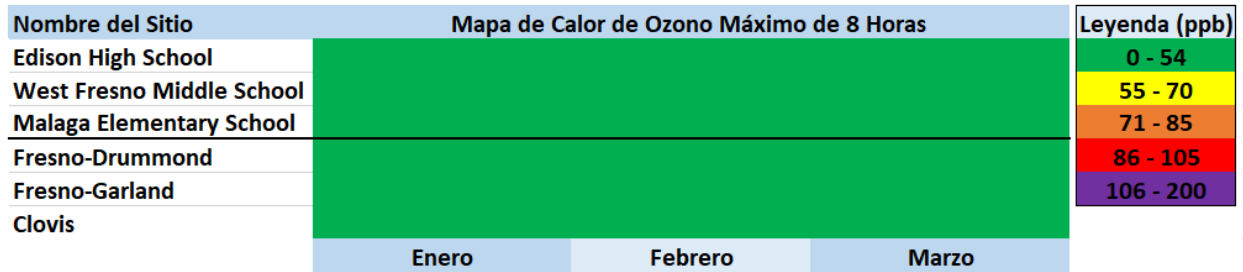 Nombre del Sitio Mapa de Calor de Ozono Máximo de 8 Horas Leyenda (ppb)
Edison High School 0 - 54
West Fresno Middle School 55 - 70
Malaga Elementary School 71 - 85
Fresno-Drummond 86 - 105
Fresno-Garland 106 - 200
Clovis
Enero Febrero Marzo